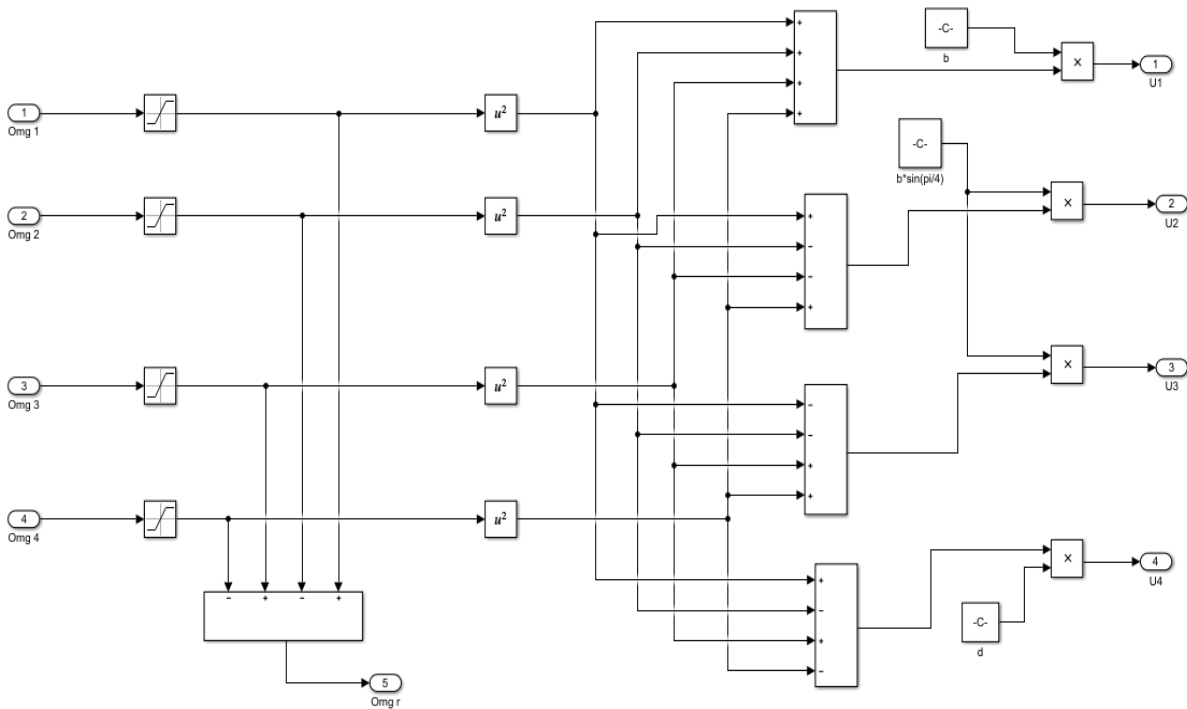 +
+
+
+
-C-
b
×
1
U1
1
Omg 1
u²
-C-
b*sin(pi/4)
×
2
U2
2
Omg 2
u²
+
−
−
+
3
Omg 3
u²
−
−
+
+
×
3
U3
4
Omg 4
u²
− + − +
5
Omg r
+
−
+
−
×
4
U4
-C-
d